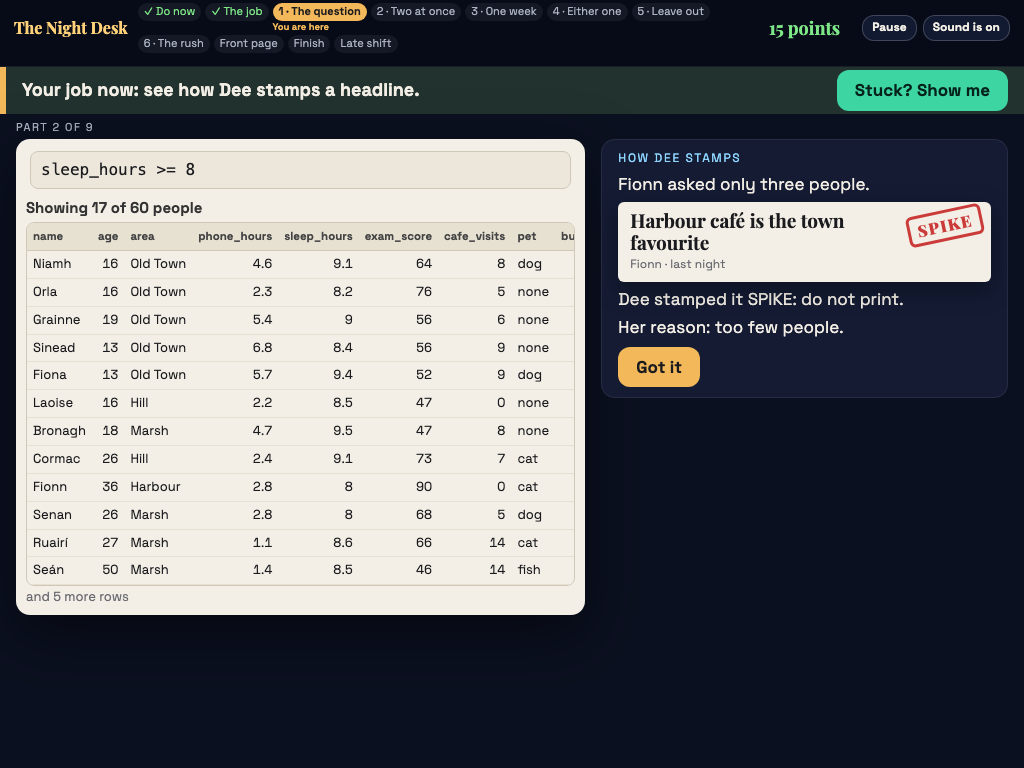 The Night Desk
✓ Do now
✓ The job
1 · The question
2 · Two at once
3 · One week
4 · Either one
5 · Leave out
You are here
6 · The rush
Front page
Finish
Late shift
15 points
Pause
Sound is on
Your job now: see how Dee stamps a headline.
Stuck? Show me
PART 2 OF 9
sleep_hours >= 8
Showing 17 of 60 people
name age area phone_hours sleep_hours exam_score cafe_visits pet bu
Niamh 16 Old Town 4.6 9.1 64 8 dog
Orla 16 Old Town 2.3 8.2 76 5 none
Grainne 19 Old Town 5.4 9 56 6 none
Sinead 13 Old Town 6.8 8.4 56 9 none
Fiona 13 Old Town 5.7 9.4 52 9 dog
Laoise 16 Hill 2.2 8.5 47 0 none
Bronagh 18 Marsh 4.7 9.5 47 8 none
Cormac 26 Hill 2.4 9.1 73 7 cat
Fionn 36 Harbour 2.8 8 90 0 cat
Senan 26 Marsh 2.8 8 68 5 dog
Ruairí 27 Marsh 1.1 8.6 66 14 cat
Seán 50 Marsh 1.4 8.5 46 14 fish
and 5 more rows
HOW DEE STAMPS
Fionn asked only three people.
Harbour café is the town
favourite
SPIKE
Fionn · last night
Dee stamped it SPIKE: do not print.
Her reason: too few people.
Got it